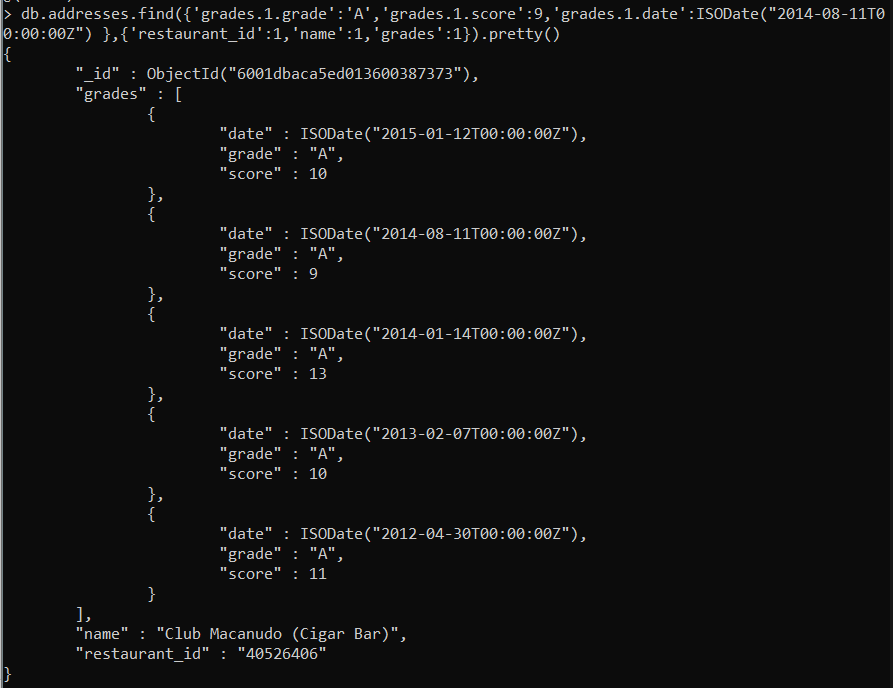 > db.addresses.find({'grades.1.grade':'A','grades.1.score':9,'grades.1.date':ISODate("2014-08-11T0
0:00:00Z") },{'restaurant_id':1,'name':1,'grades':1}).pretty()
{
        "_id" : ObjectId("6001dbaca5ed013600387373"),
        "grades" : [
                {
                        "date" : ISODate("2015-01-12T00:00:00Z"),
                        "grade" : "A",
                        "score" : 10
                },
                {
                        "date" : ISODate("2014-08-11T00:00:00Z"),
                        "grade" : "A",
                        "score" : 9
                },
                {
                        "date" : ISODate("2014-01-14T00:00:00Z"),
                        "grade" : "A",
                        "score" : 13
                },
                {
                        "date" : ISODate("2013-02-07T00:00:00Z"),
                        "grade" : "A",
                        "score" : 10
                },
                {
                        "date" : ISODate("2012-04-30T00:00:00Z"),
                        "grade" : "A",
                        "score" : 11
                }
        ],
        "name" : "Club Macanudo (Cigar Bar)",
        "restaurant_id" : "40526406"
}